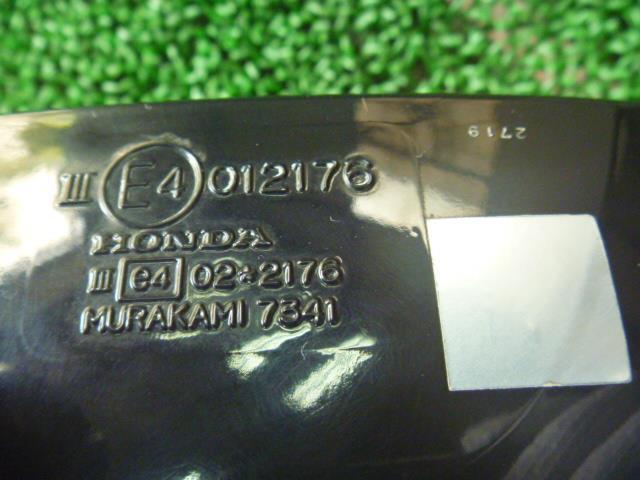 2719
III E4 012176
HONDA
III e4 02*2176
MURAKAMI 7341